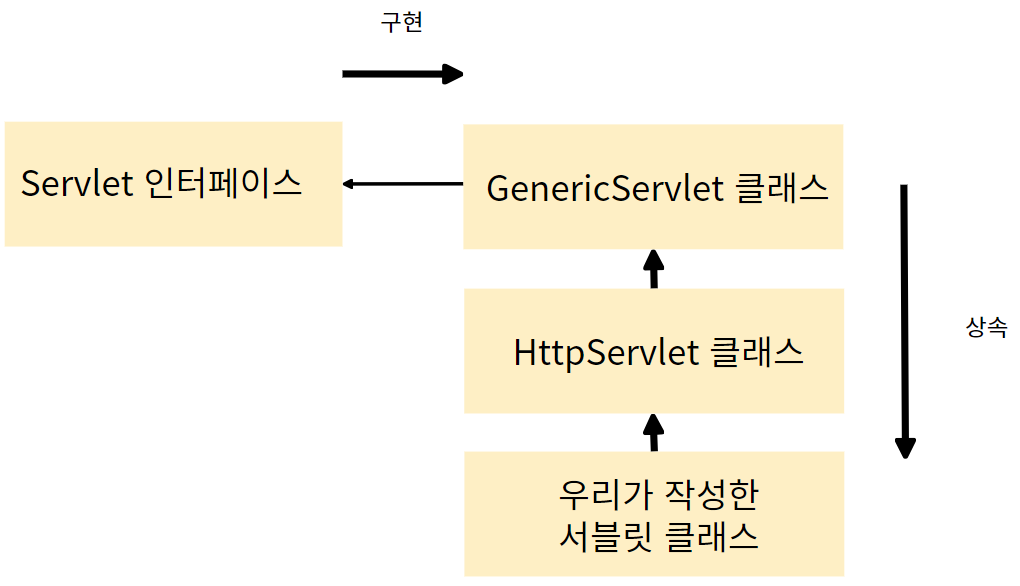 구현
Servlet 인터페이스
GenericServlet 클래스
HttpServlet 클래스
상속
우리가 작성한
서블릿 클래스